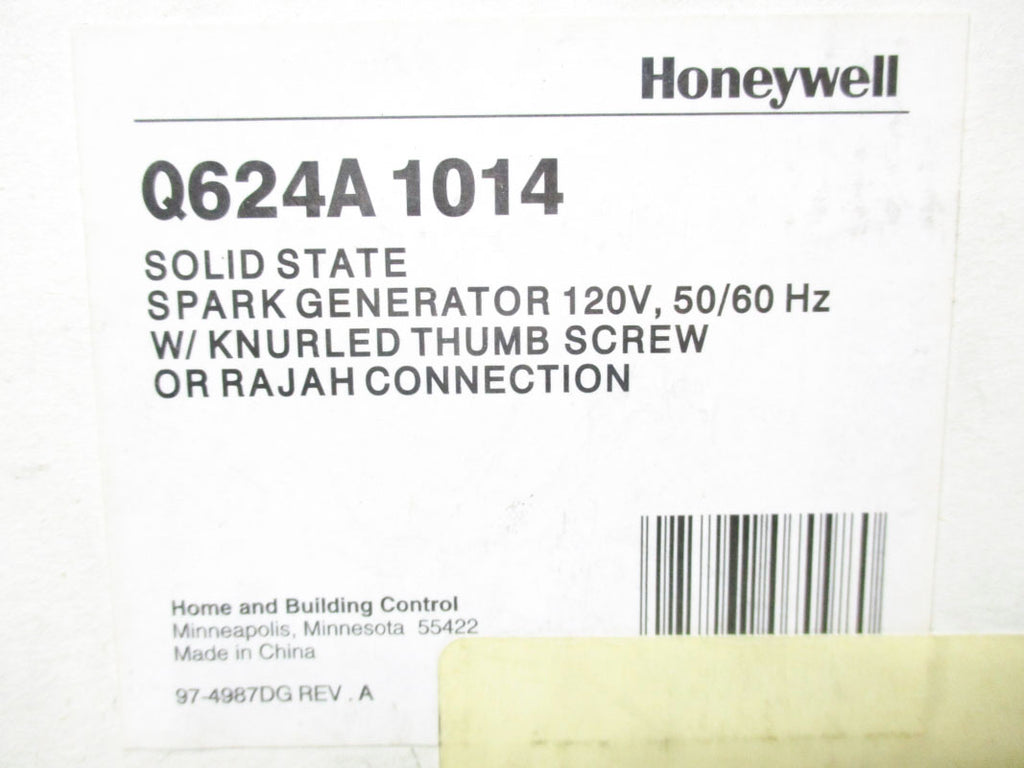 Honeywell
Q624A 1014
SOLID STATE
SPARK GENERATOR 120V, 50/60 Hz
W/ KNURLED THUMB SCREW
OR RAJAH CONNECTION
Home and Building Control
Minneapolis, Minnesota 55422
Made in China
97-4987DG REV . A